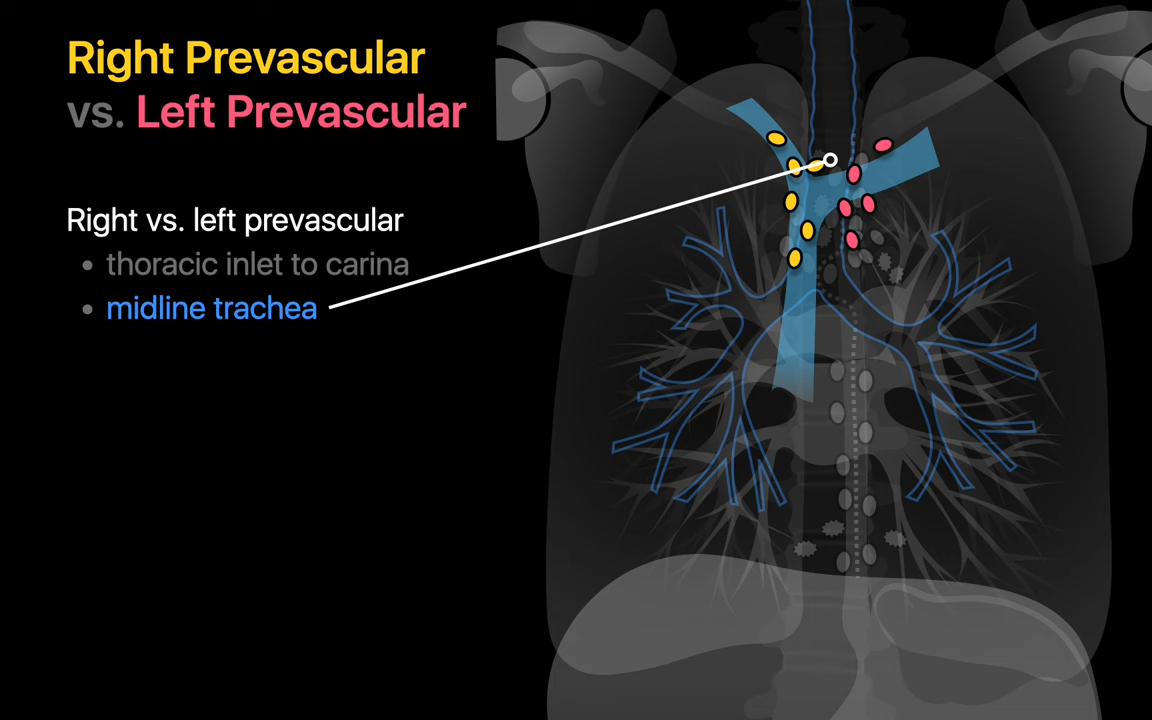 Right Prevascular
vs. Left Prevascular
Right vs. left prevascular
• thoracic inlet to carina
• midline trachea